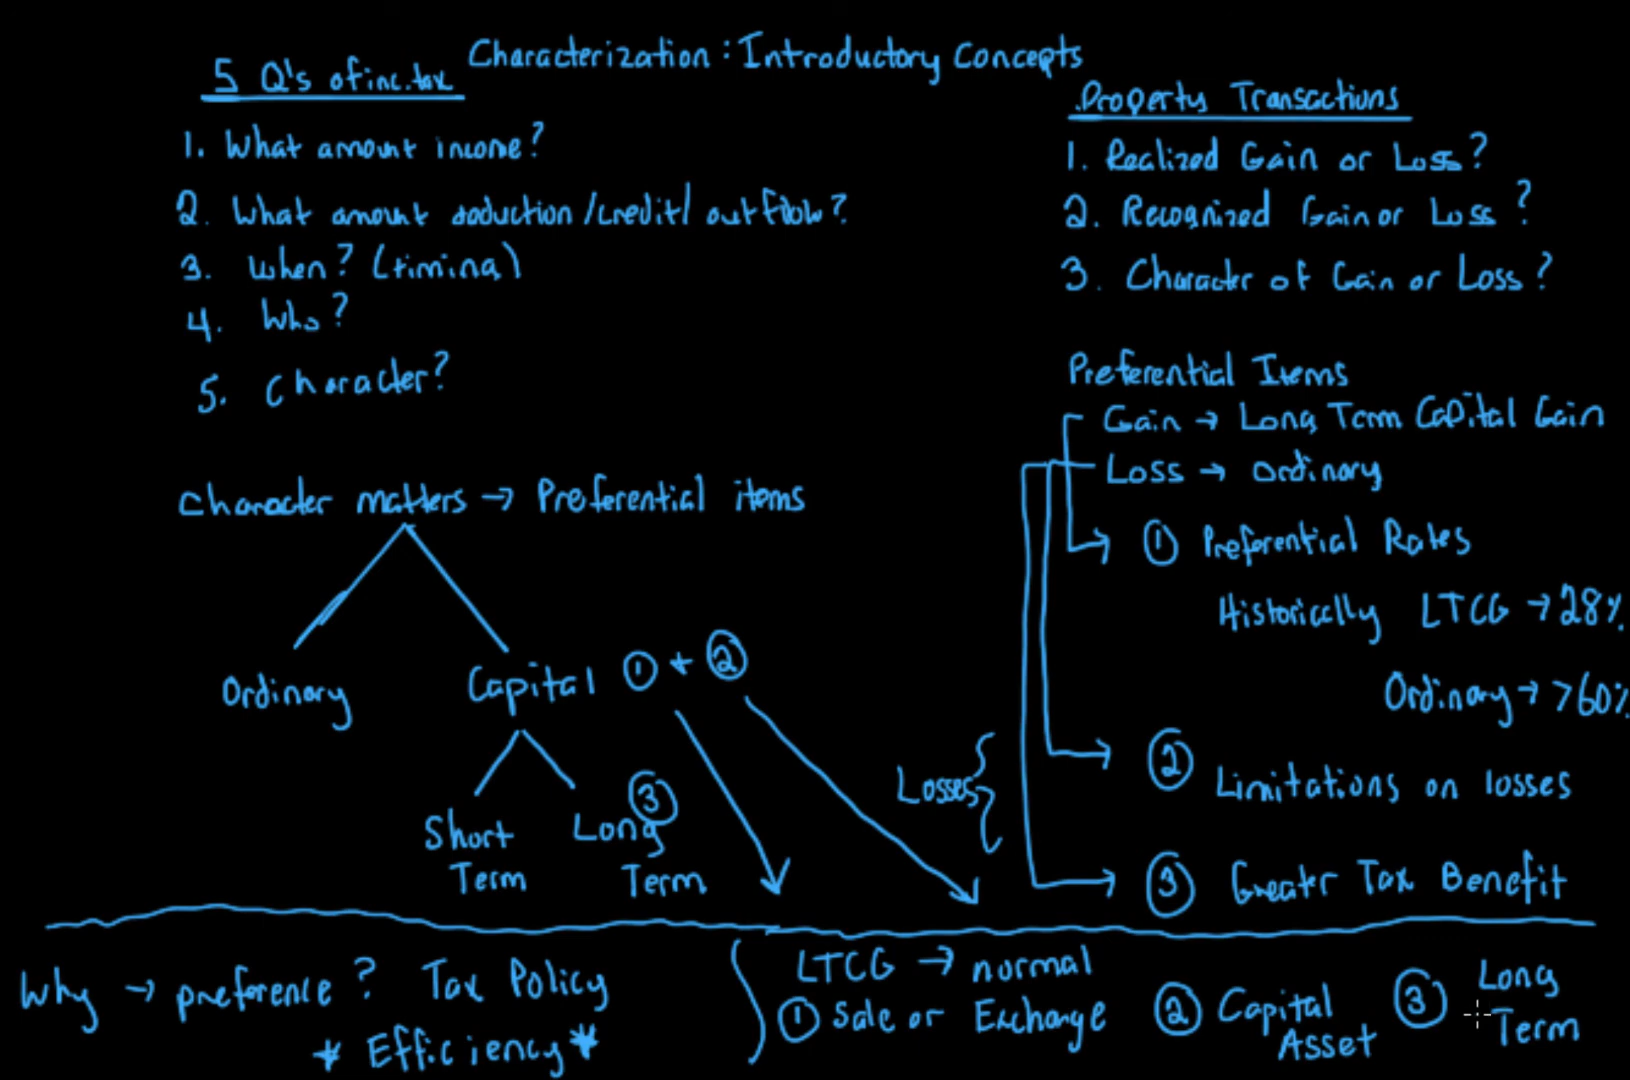 Characterization: Introductory Concepts
5 Q's of inc. tax
1. What amount income?
2. What amount deduction/credit/outflow?
3. When? (timing)
4. Who?
5. Character?
Character matters → Preferential items
Ordinary
Capital ① + ②
Short Term
Long Term ③
Property Transactions
1. Realized Gain or Loss?
2. Recognized Gain or Loss?
3. Character of Gain or Loss?
Preferential Items
Gain → Long Term Capital Gain
Loss → Ordinary
① Preferential Rates
Historically LTCG → 28%
Ordinary → >60%
Losses
② Limitations on losses
③ Greater Tax Benefit
Why → preference? Tax Policy
* Efficiency *
LTCG → normal
① Sale or Exchange
② Capital Asset
③ Long Term